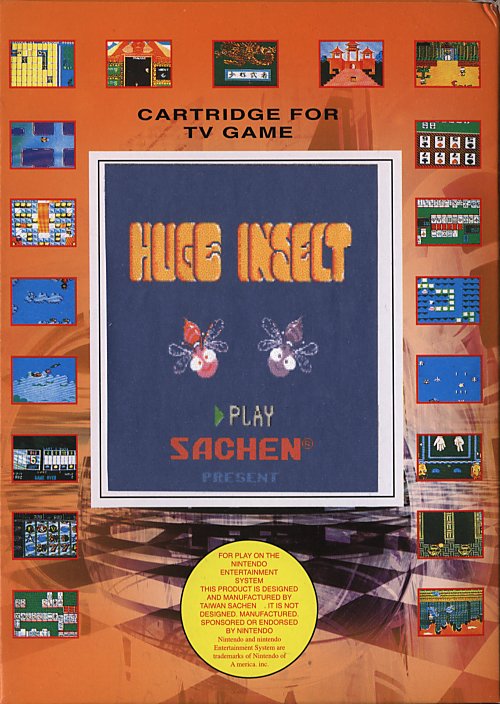 CARTRIDGE FOR
TV GAME
HUGE INSELT
PLAY
SACHEN®
PRESENT
FOR PLAY ON THE
NINTENDO
ENTERTAINMENT
SYSTEM
THIS PRODUCT IS DESIGNED
AND MANUFACTURED BY
TAIWAN SACHEN . IT IS NOT
DESIGNED. MANUFACTURED.
SPONSORED OR ENDORSED
BY NINTENDO
Nintendo and nintendo
Entertainment System are
trademarks of Nintendo of
A merica. inc.